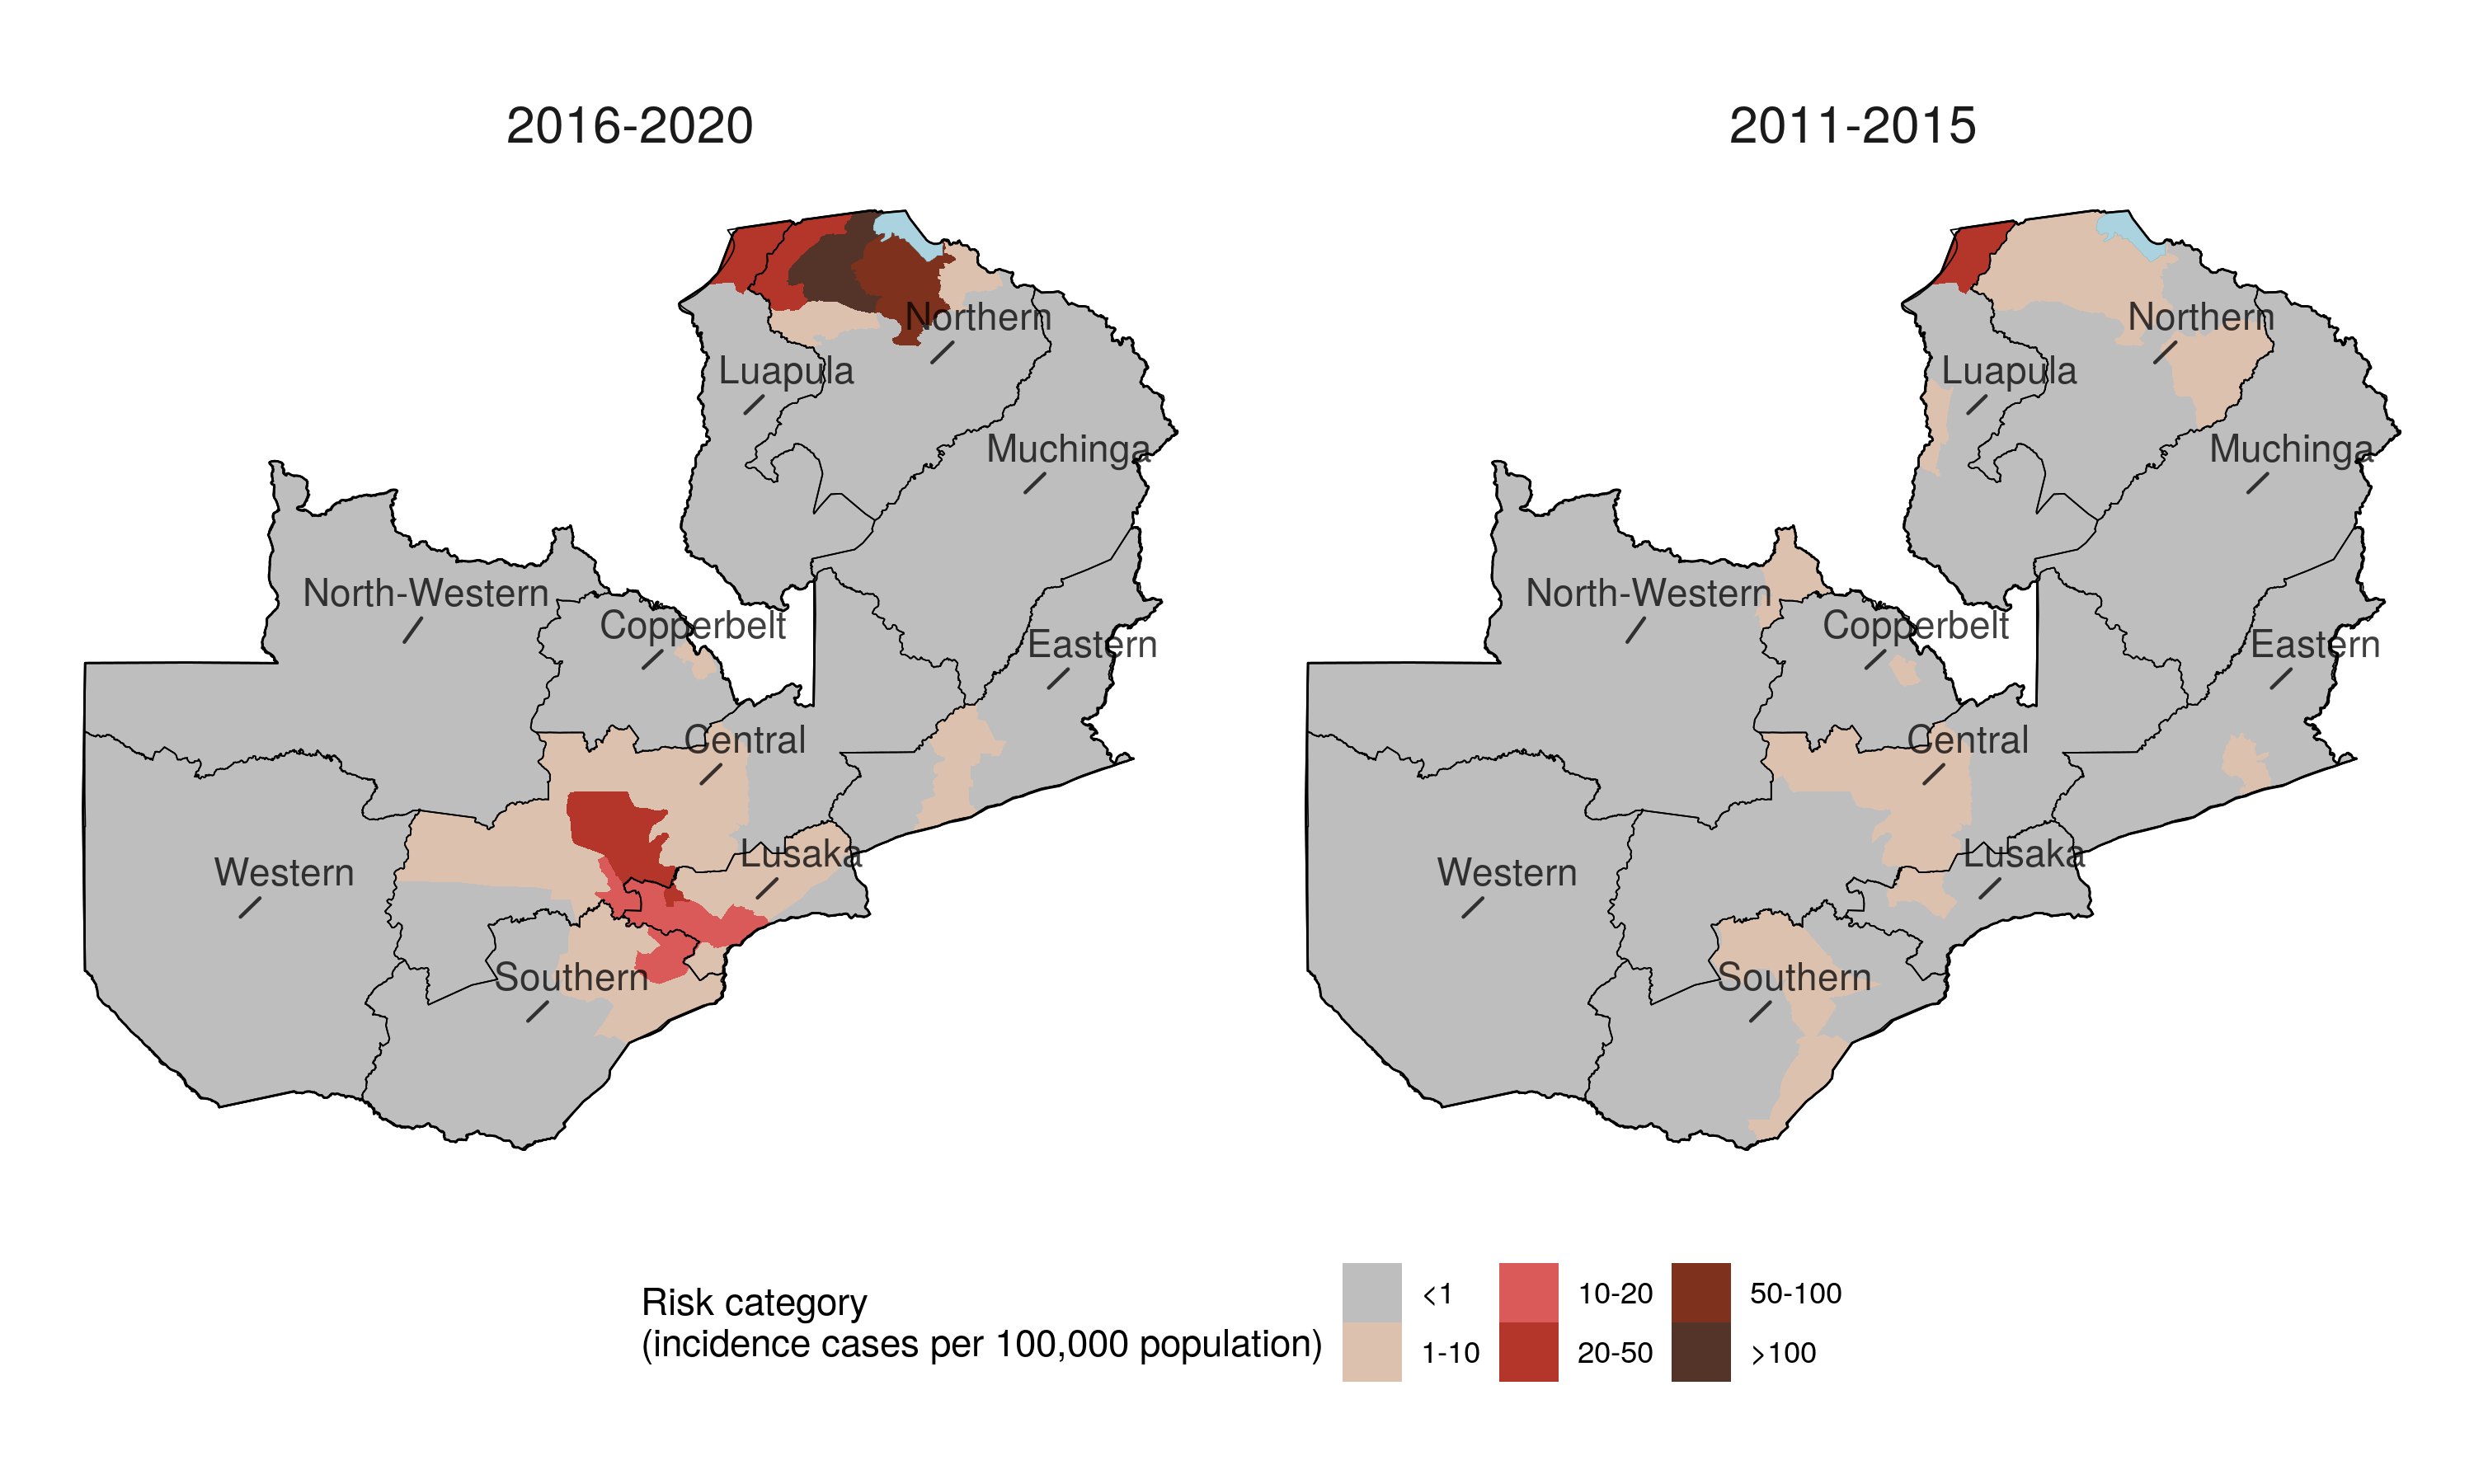 2016-2020
2011-2015
Northern
Luapula
Muchinga
North-Western
Copperbelt
Eastern
Central
Lusaka
Western
Southern
Northern
Luapula
Muchinga
North-Western
Copperbelt
Eastern
Central
Lusaka
Western
Southern
Risk category
(incidence cases per 100,000 population)
<1
1-10
10-20
20-50
50-100
>100